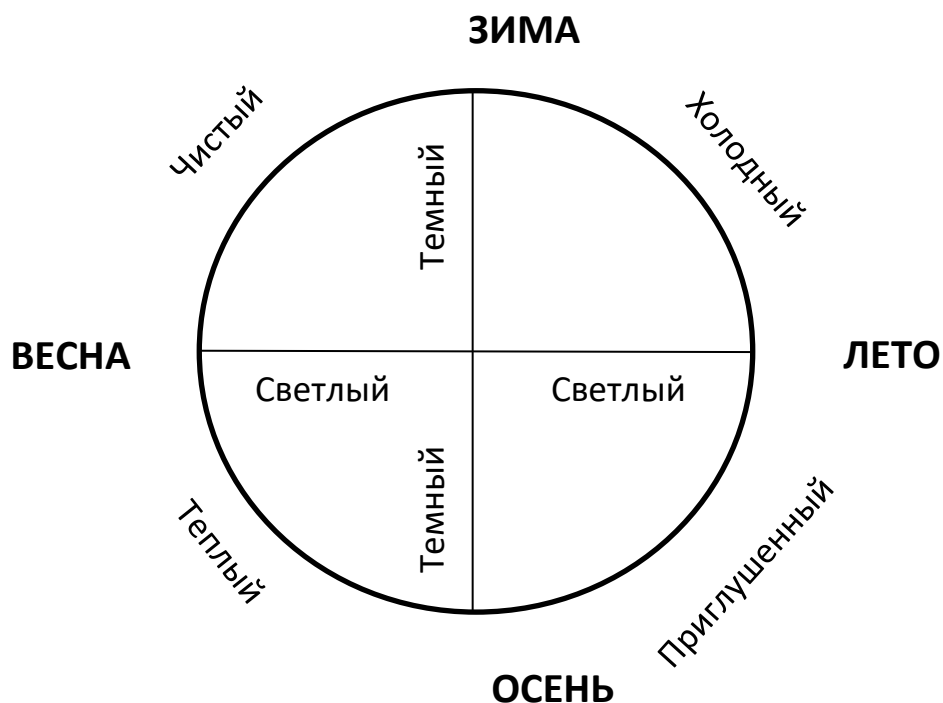 ЗИМА
Чистый
Холодный
Темный
ВЕСНА
ЛЕТО
Светлый
Светлый
Темный
Теплый
Приглушенный
ОСЕНЬ